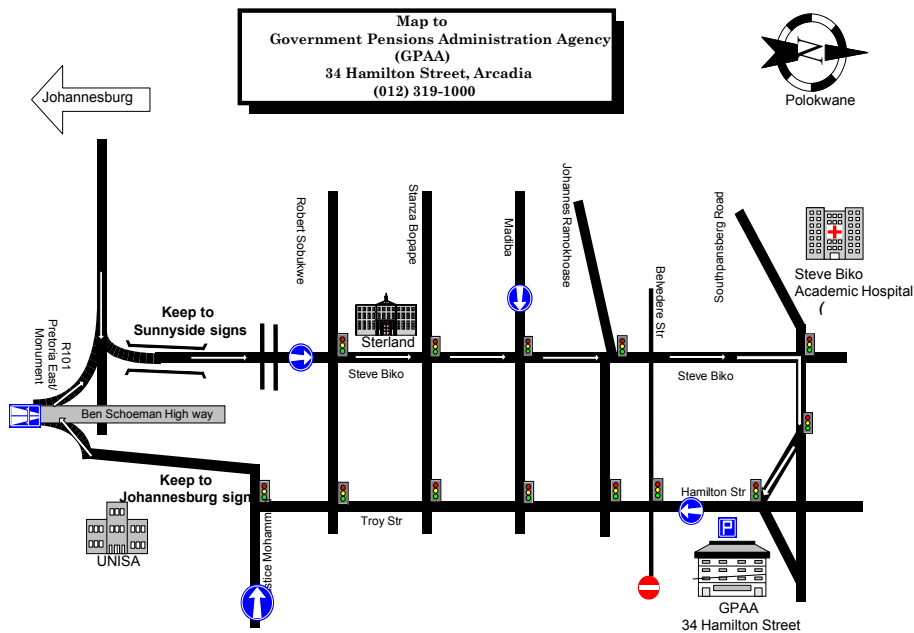 Map to
Government Pensions Administration Agency
(GPAA)
34 Hamilton Street, Arcadia
(012) 319-1000
N
Polokwane
Johannesburg
Robert Sobukwe
Stanza Bopape
Madiba
Johannes Ramokhoase
Belvedere Str
Southpansberg Road
Steve Biko
Academic Hospital
(
Keep to
Sunnyside signs
Sterland
Steve Biko
Steve Biko
R101
Pretoria East/
Monument
Ben Schoeman High way
Keep to
Johannesburg sign
UNISA
stice Mohamm
Troy Str
Hamilton Str
P
GPAA
34 Hamilton Street